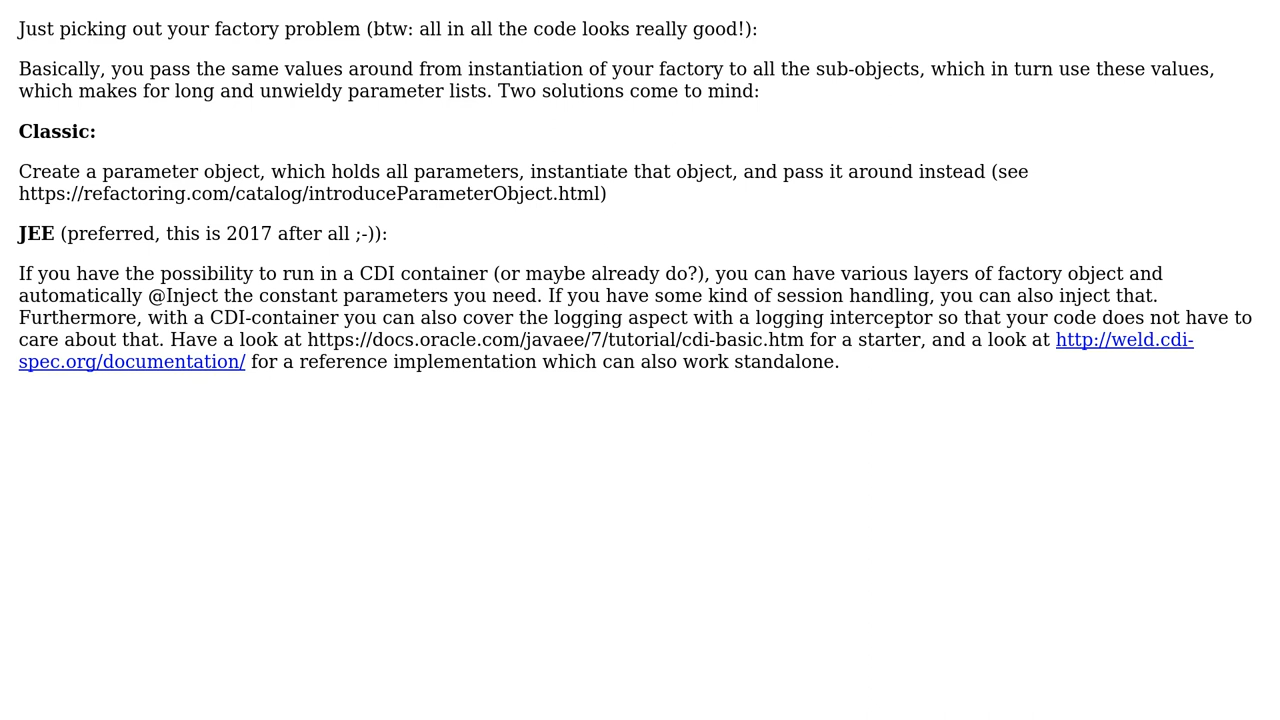 Just picking out your factory problem (btw: all in all the code looks really good!):
Basically, you pass the same values around from instantiation of your factory to all the sub-objects, which in turn use these values,
which makes for long and unwieldy parameter lists. Two solutions come to mind:
Classic:
Create a parameter object, which holds all parameters, instantiate that object, and pass it around instead (see
https://refactoring.com/catalog/introduceParameterObject.html)
JEE (preferred, this is 2017 after all ;-)):
If you have the possibility to run in a CDI container (or maybe already do?), you can have various layers of factory object and
automatically @Inject the constant parameters you need. If you have some kind of session handling, you can also inject that.
Furthermore, with a CDI-container you can also cover the logging aspect with a logging interceptor so that your code does not have to
care about that. Have a look at https://docs.oracle.com/javaee/7/tutorial/cdi-basic.htm for a starter, and a look at http://weld.cdi-
spec.org/documentation/ for a reference implementation which can also work standalone.